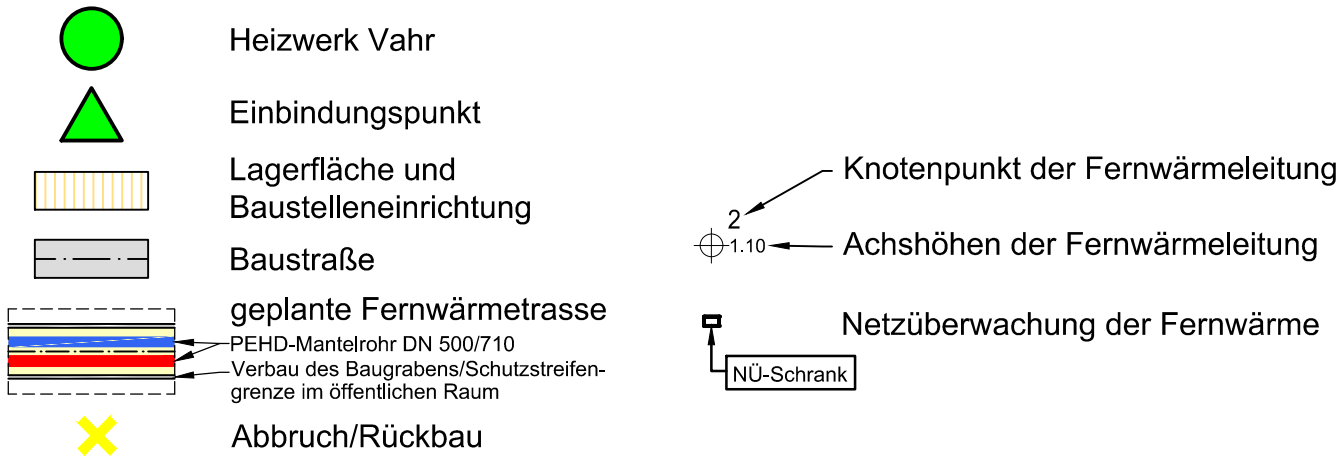 Heizwerk Vahr
Einbindungspunkt
Lagerfläche und
Baustelleneinrichtung
Baustraße
geplante Fernwärmetrasse
PEHD-Mantelrohr DN 500/710
Verbau des Baugrabens/Schutzstreifen-
grenze im öffentlichen Raum
Abbruch/Rückbau
Knotenpunkt der Fernwärmeleitung
2
1.10
Achshöhen der Fernwärmeleitung
Netzüberwachung der Fernwärme
NÜ-Schrank